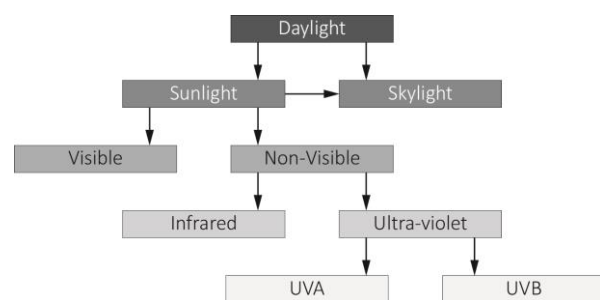 Daylight
Sunlight
Skylight
Visible
Non-Visible
Infrared
Ultra-violet
UVA
UVB